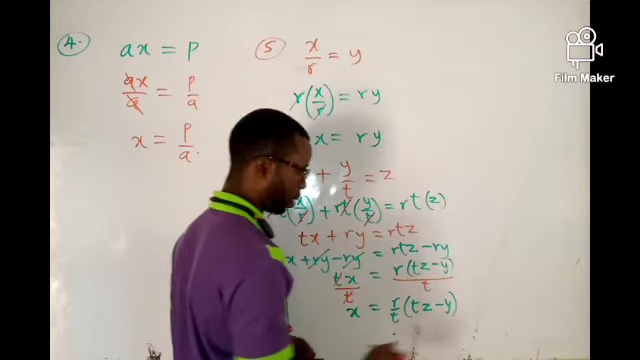 4. ax = p
ax/a = p/a
x = p/a.
5 x/r = y
r(x/r) = ry
x = ry
+ y/t = z
(x/r) + rt(y/t) = rt(z)
tx + ry = rtz
x + ry - ry = rtz - ry
tx/t = r(tz-y)/t
x = r/t (tz-y)
Film Maker